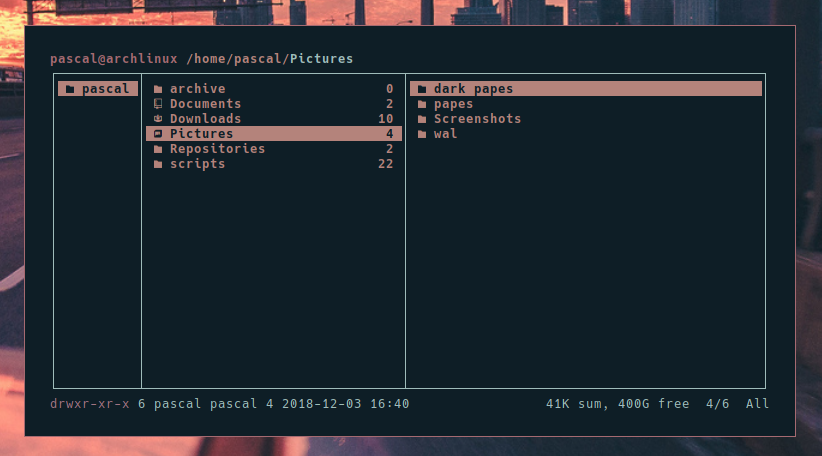 pascal@archlinux /home/pascal/Pictures
pascal
archive 0
Documents 2
Downloads 10
Pictures 4
Repositories 2
scripts 22
dark papes
papes
Screenshots
wal
drwxr-xr-x 6 pascal pascal 4 2018-12-03 16:40 41K sum, 400G free 4/6 All